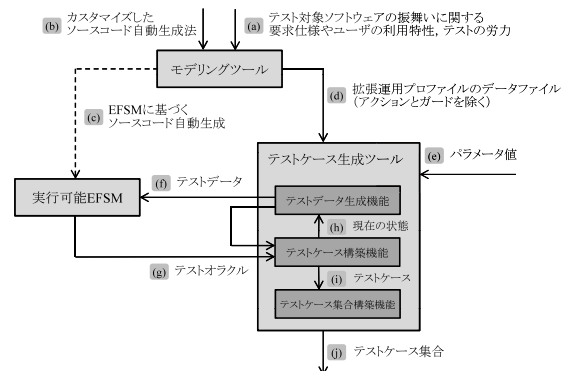 (b) カスタマイズした
ソースコード自動生成法
(a) テスト対象ソフトウェアの振舞いに関する
要求仕様やユーザの利用特性, テストの労力
モデリングツール
(c) EFSMに基づく
ソースコード自動生成
(d) 拡張運用プロファイルのデータファイル
(アクションとガードを除く)
テストケース生成ツール
(e) パラメータ値
実行可能EFSM
(f) テストデータ
テストデータ生成機能
(h) 現在の状態
テストケース構築機能
(g) テストオラクル
(i) テストケース
テストケース集合構築機能
(j) テストケース集合